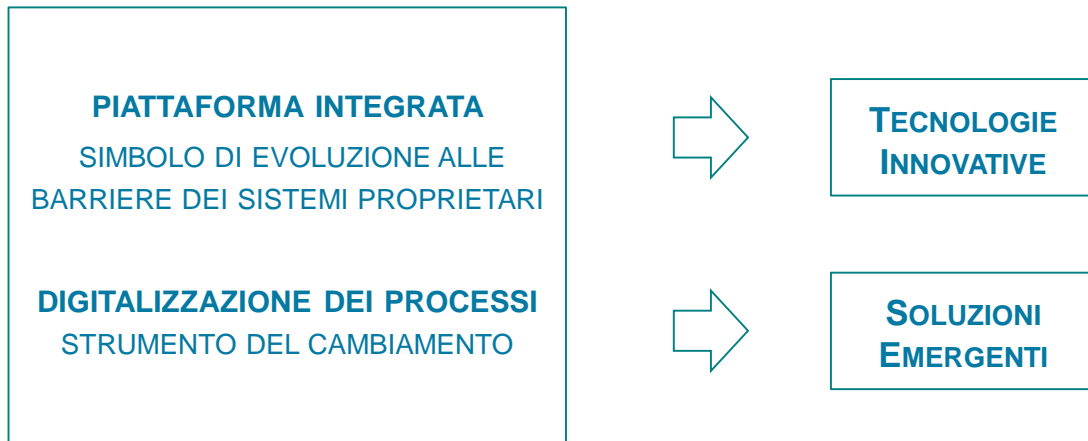 PIATTAFORMA INTEGRATA
SIMBOLO DI EVOLUZIONE ALLE
BARRIERE DEI SISTEMI PROPRIETARI
DIGITALIZZAZIONE DEI PROCESSI
STRUMENTO DEL CAMBIAMENTO
TECNOLOGIE
INNOVATIVE
SOLUZIONI
EMERGENTI